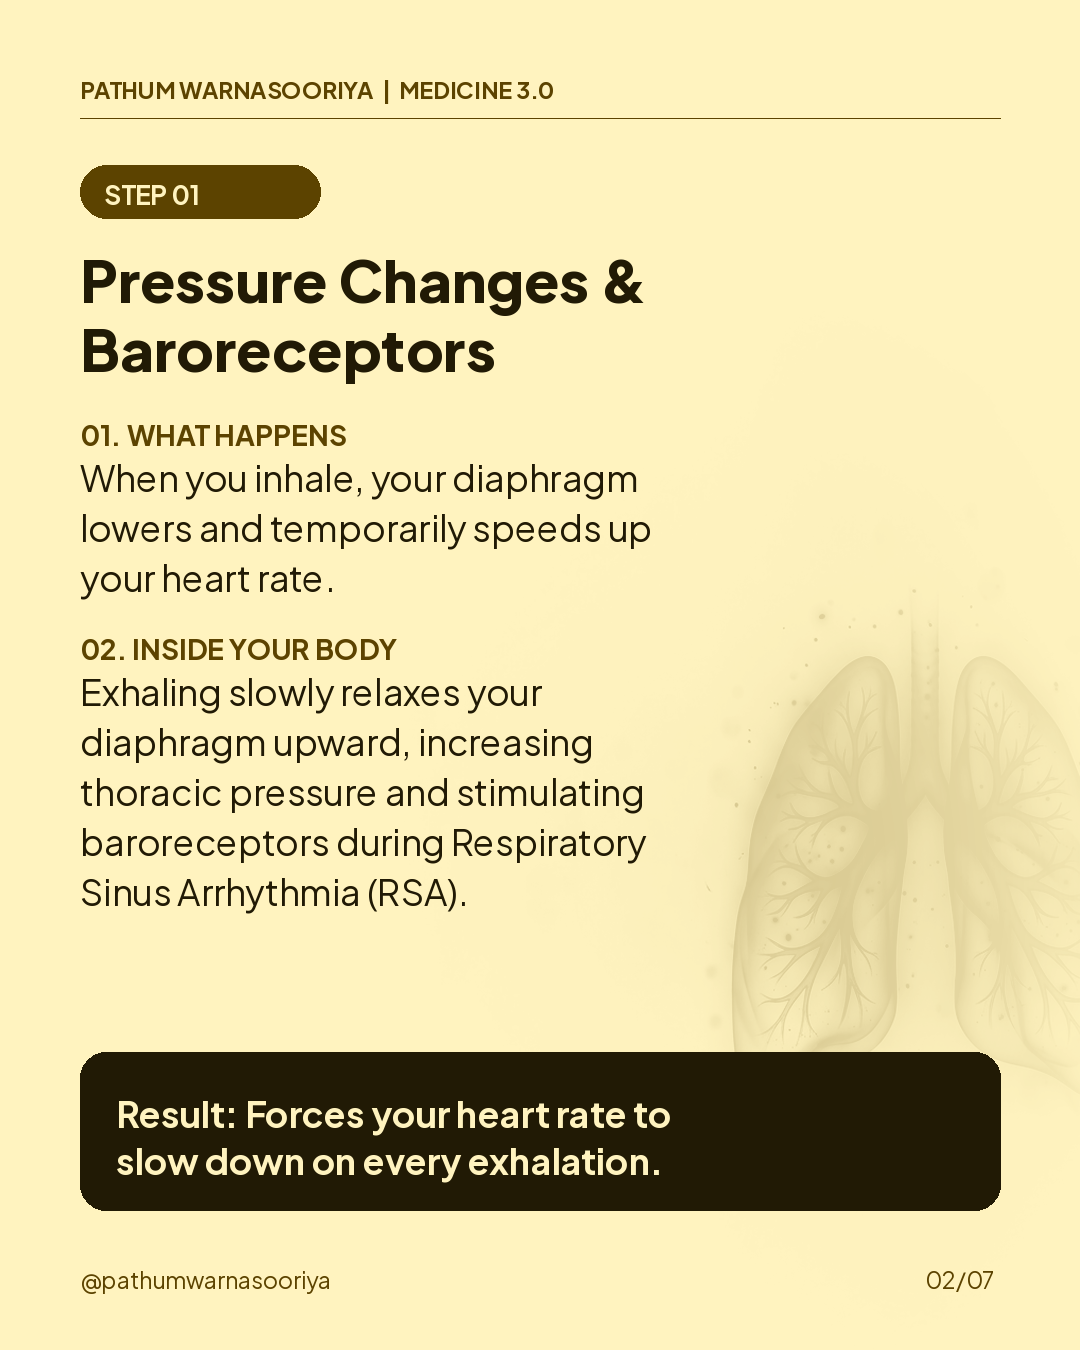 PATHUM WARNASOORIYA | MEDICINE 3.0
STEP 01
Pressure Changes &
Baroreceptors
01. WHAT HAPPENS
When you inhale, your diaphragm
lowers and temporarily speeds up
your heart rate.
02. INSIDE YOUR BODY
Exhaling slowly relaxes your
diaphragm upward, increasing
thoracic pressure and stimulating
baroreceptors during Respiratory
Sinus Arrhythmia (RSA).
Result: Forces your heart rate to
slow down on every exhalation.
@pathumwarnasooriya
02/07